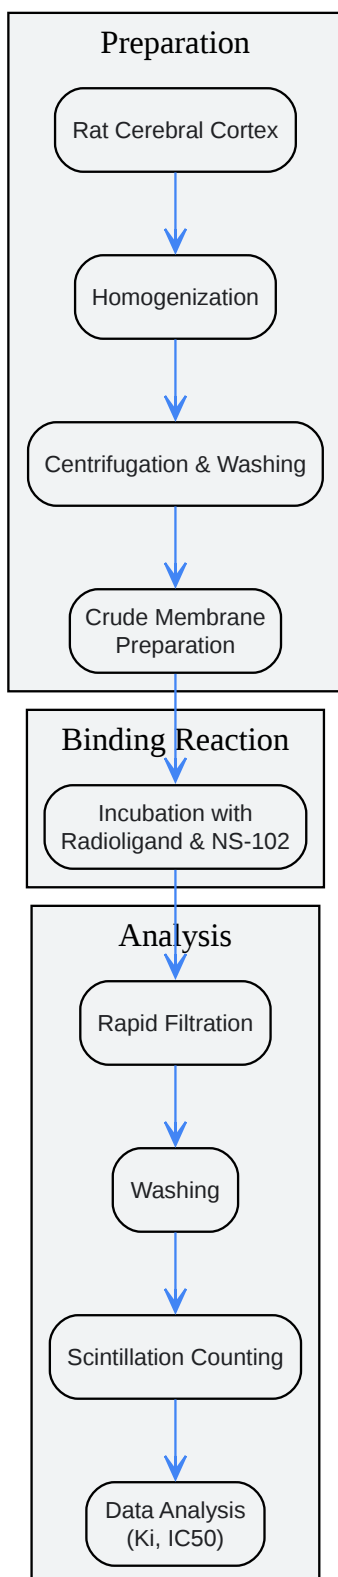 Preparation
Rat Cerebral Cortex
Homogenization
Centrifugation & Washing
Crude Membrane
Preparation
Binding Reaction
Incubation with
Radioligand & NS-102
Analysis
Rapid Filtration
Washing
Scintillation Counting
Data Analysis
(Ki, IC50)